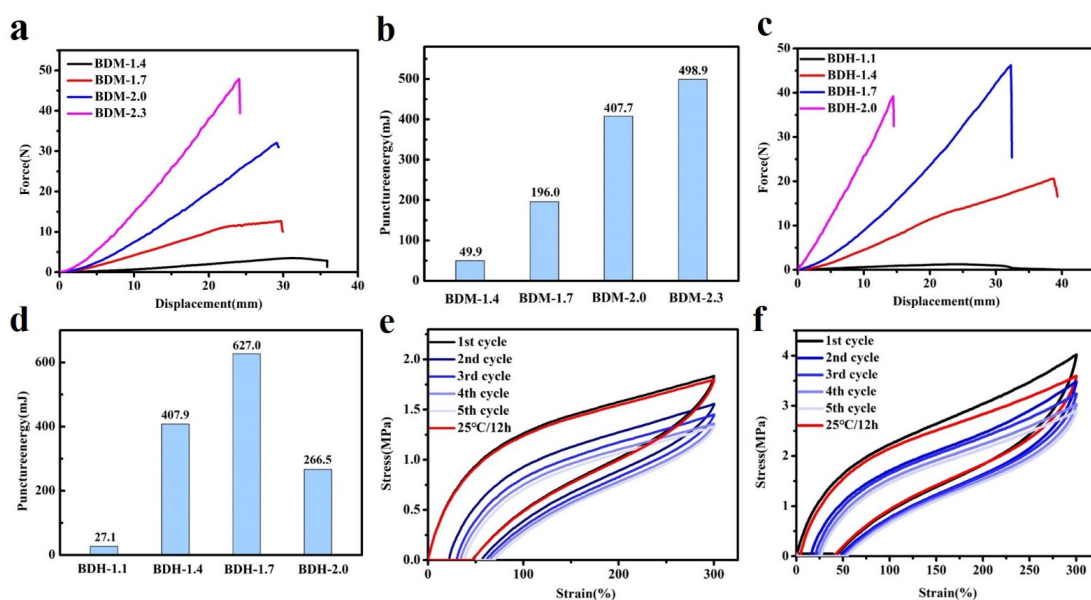 a
BDM-1.4
BDM-1.7
BDM-2.0
BDM-2.3
50
40
30
20
10
0
Force(N)
0
10
20
30
40
Displacement(mm)
b
Punctureenergy(mJ)
500
400
300
200
100
0
49.9
196.0
407.7
498.9
BDM-1.4
BDM-1.7
BDM-2.0
BDM-2.3
c
BDH-1.1
BDH-1.4
BDH-1.7
BDH-2.0
50
40
30
20
10
0
Force(N)
0
10
20
30
40
Displacement(mm)
d
Punctureenergy(mJ)
600
400
200
0
27.1
407.9
627.0
266.5
BDH-1.1
BDH-1.4
BDH-1.7
BDH-2.0
e
1st cycle
2nd cycle
3rd cycle
4th cycle
5th cycle
25°C/12h
2.0
1.5
1.0
0.5
0.0
Stress(MPa)
0
50
100
150
200
250
300
Strain(%)
f
1st cycle
2nd cycle
3rd cycle
4th cycle
5th cycle
25°C/12h
4
3
2
1
0
Stress(MPa)
0
50
100
150
200
250
300
Strain(%)